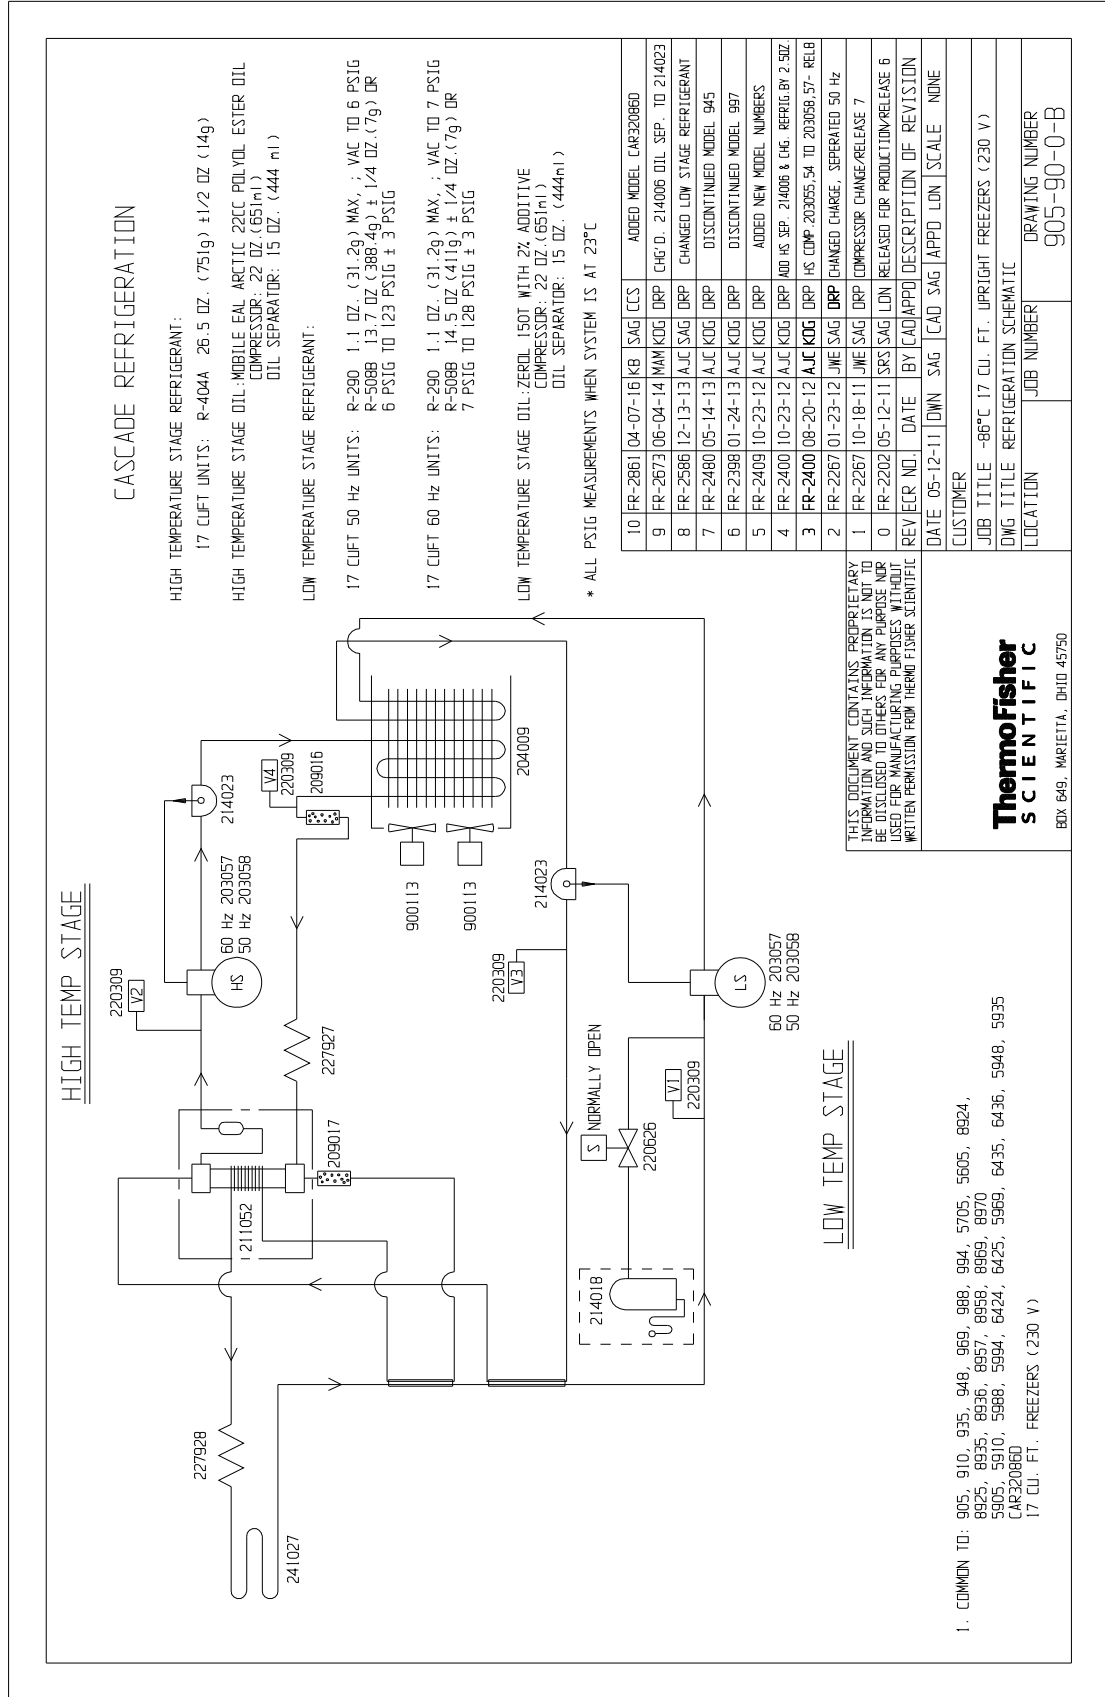 CASCADE REFRIGERATION
HIGH TEMPERATURE STAGE REFRIGERANT:
17 CUFT UNITS: R-404A 26.5 OZ. (751g) ±1/2 OZ (14g)
HIGH TEMPERATURE STAGE OIL:MOBILE EAL ARCTIC 22CC POLYOL ESTER OIL
COMPRESSOR: 22 OZ.(651ml)
OIL SEPARATOR: 15 OZ. (444 ml)
LOW TEMPERATURE STAGE REFRIGERANT:
17 CUFT 50 Hz UNITS: R-290 1.1 OZ. (31.2g) MAX, ; VAC TO 6 PSIG
R-508B 13.7 OZ (388.4g) ± 1/4 OZ.(7g) OR
6 PSIG TO 123 PSIG ± 3 PSIG
17 CUFT 60 Hz UNITS: R-290 1.1 OZ. (31.2g) MAX, ; VAC TO 7 PSIG
R-508B 14.5 OZ (411g) ± 1/4 OZ.(7g) OR
7 PSIG TO 128 PSIG ± 3 PSIG
LOW TEMPERATURE STAGE OIL:ZEROL 150T WITH 2% ADDITIVE
COMPRESSOR: 22 OZ.(651ml)
OIL SEPARATOR: 15 OZ. (444ml)
* ALL PSIG MEASUREMENTS WHEN SYSTEM IS AT 23°C
HIGH TEMP STAGE
220309
V2
HS
60 Hz 203057
50 Hz 203058
214023
V4
220309
209016
204009
900113
900113
227927
211052
209017
227928
241027
214023
220309
V3
S NORMALLY OPEN
220626
214018
V1
220309
LS
60 Hz 203057
50 Hz 203058
LOW TEMP STAGE
1. COMMON TO: 905, 910, 935, 948, 969, 988, 994, 5705, 5605, 8924,
8925, 8935, 8936, 8957, 8958, 8969, 8970
5905, 5910, 5988, 5994, 6424, 6425, 5969, 6435, 6436, 5948, 5935
CAR32086D
17 CU. FT. FREEZERS (230 V)
10 FR-2861 04-07-16 KB SAG CCS ADDED MODEL CAR32086D
9 FR-2673 06-04-14 MAM KDG DRP CHG'D. 214006 OIL SEP. TO 214023
8 FR-2586 12-13-13 AJC SAG DRP CHANGED LOW STAGE REFRIGERANT
7 FR-2480 05-14-13 AJC KDG DRP DISCONTINUED MODEL 945
6 FR-2398 01-24-13 AJC KDG DRP DISCONTINUED MODEL 997
5 FR-2409 10-23-12 AJC KDG DRP ADDED NEW MODEL NUMBERS
4 FR-2400 10-23-12 AJC KDG DRP ADD HS SEP. 214006 & CHG. REFRIG.BY 2.5OZ.
3 FR-2400 08-20-12 AJC KDG DRP HS COMP.203055,54 TO 203058,57- REL8
2 FR-2267 01-23-12 JWE SAG DRP CHANGED CHARGE, SEPERATED 50 Hz
1 FR-2267 10-18-11 JWE SAG DRP COMPRESSOR CHANGE/RELEASE 7
0 FR-2202 05-12-11 SRS SAG LDN RELEASED FOR PRODUCTION/RELEASE 6
REV ECR NO. DATE BY CAD APPD DESCRIPTION OF REVISION
DATE 05-12-11 DWN SAG CAD SAG APPD LDN SCALE NONE
CUSTOMER
JOB TITLE -86°C 17 CU. FT. UPRIGHT FREEZERS (230 V)
DWG TITLE REFRIGERATION SCHEMATIC
LOCATION JOB NUMBER DRAWING NUMBER
905-90-0-B
THIS DOCUMENT CONTAINS PROPRIETARY
INFORMATION AND SUCH INFORMATION IS NOT TO
BE DISCLOSED TO OTHERS FOR ANY PURPOSE NOR
USED FOR MANUFACTURING PURPOSES WITHOUT
WRITTEN PERMISSION FROM THERMO FISHER SCIENTIFIC
ThermoFisher
SCIENTIFIC
BOX 649, MARIETTA, OHIO 45750